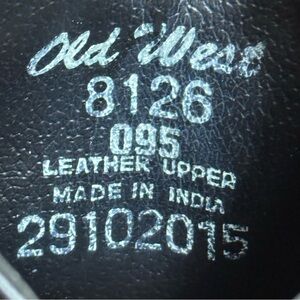 Old West
8126
095
LEATHER UPPER
MADE IN INDIA
29102015